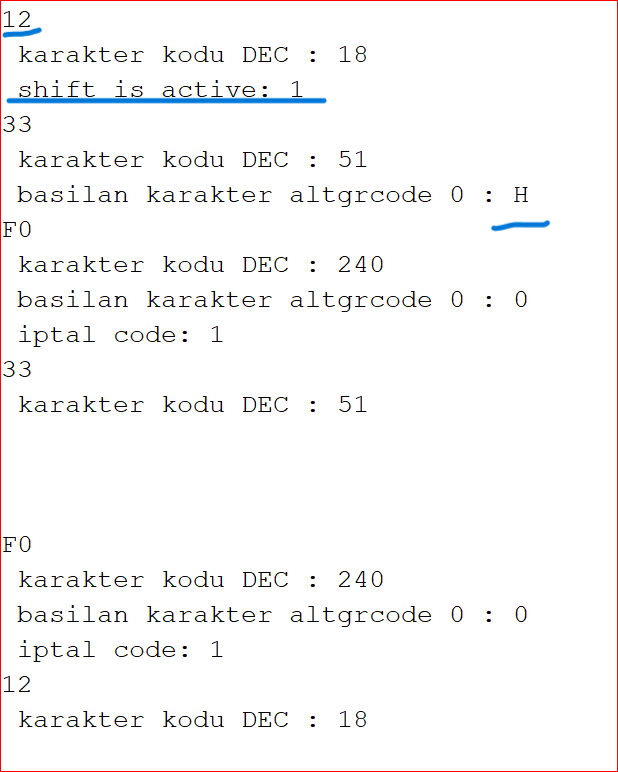 12
karakter kodu DEC : 18
shift is active: 1
33
karakter kodu DEC : 51
basilan karakter altgrcode 0 : H
F0
karakter kodu DEC : 240
basilan karakter altgrcode 0 : 0
iptal code: 1
33
karakter kodu DEC : 51
F0
karakter kodu DEC : 240
basilan karakter altgrcode 0 : 0
iptal code: 1
12
karakter kodu DEC : 18